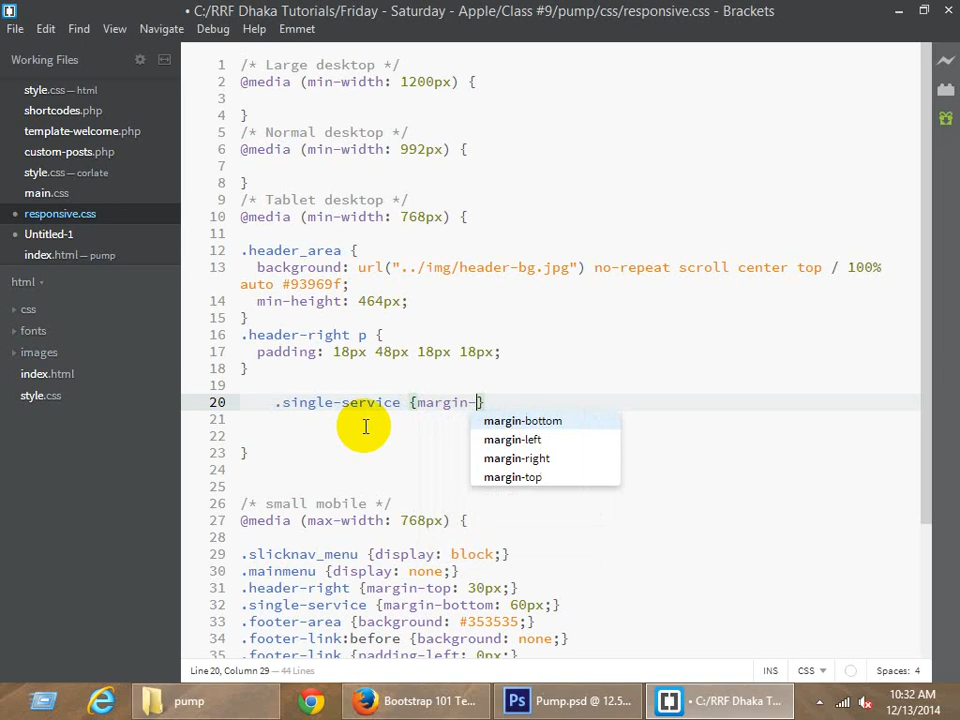 • C:/RRF Dhaka Tutorials/Friday - Saturday - Apple/Class #9/pump/css/responsive.css - Brackets
File Edit Find View Navigate Debug Help Emmet
Working Files
style.css — html
shortcodes.php
template-welcome.php
custom-posts.php
style.css — corlate
main.css
responsive.css
Untitled-1
index.html — pump
html
css
fonts
images
index.html
style.css
1 /* Large desktop */
2 @media (min-width: 1200px) {
3
4 }
5 /* Normal desktop */
6 @media (min-width: 992px) {
7
8 }
9 /* Tablet desktop */
10 @media (min-width: 768px) {
11
12 .header_area {
13 background: url("../img/header-bg.jpg") no-repeat scroll center top / 100%
auto #93969f;
14 min-height: 464px;
15 }
16 .header-right p {
17 padding: 18px 48px 18px 18px;
18 }
19
20 .single-service {margin-}
21
22
23 }
24
25
26 /* small mobile */
27 @media (max-width: 768px) {
28
29 .slicknav_menu {display: block;}
30 .mainmenu {display: none;}
31 .header-right {margin-top: 30px;}
32 .single-service {margin-bottom: 60px;}
33 .footer-area {background: #353535;}
34 .footer-link:before {background: none;}
35 .footer-link {padding-left: 0px;}
margin-bottom
margin-left
margin-right
margin-top
Line 20, Column 29 — 44 Lines
INS CSS Spaces: 4
pump
Bootstrap 101 Te...
Pump.psd @ 12.5...
• C:/RRF Dhaka T...
10:32 AM
12/13/2014